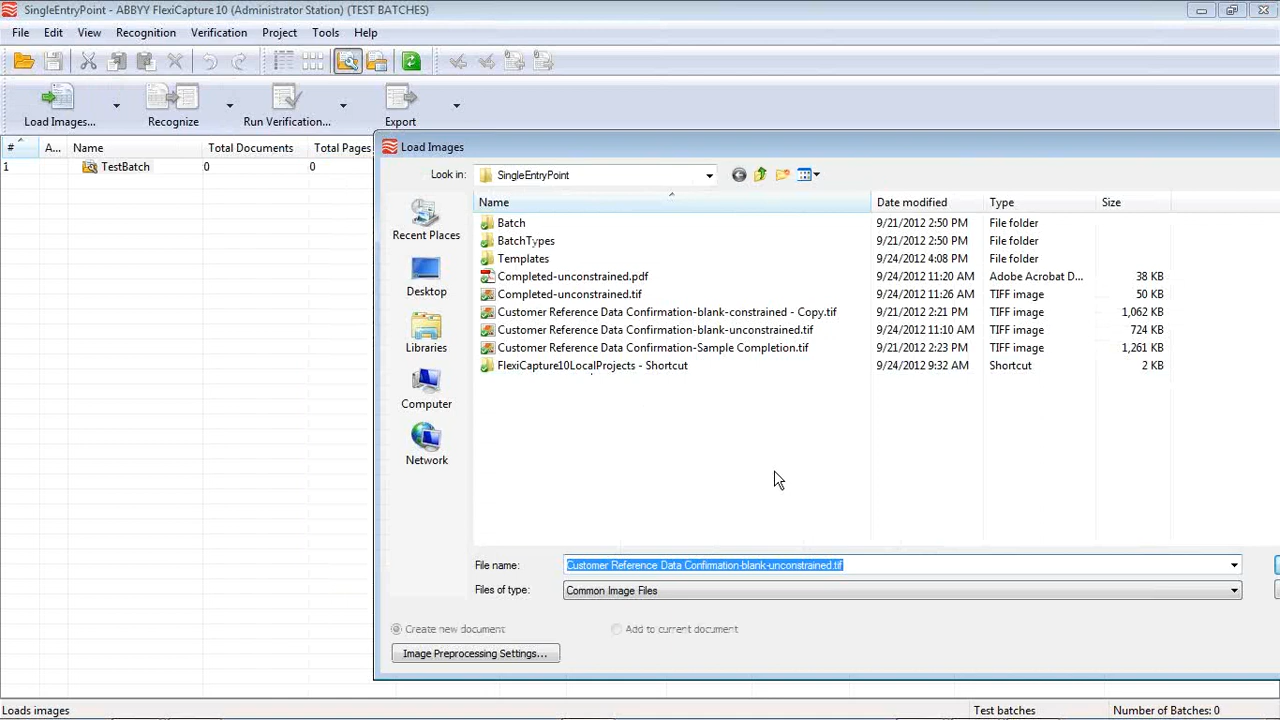 SingleEntryPoint - ABBYY FlexiCapture 10 (Administrator Station) (TEST BATCHES)
File Edit View Recognition Verification Project Tools Help
Load Images... Recognize Run Verification... Export
# A... Name Total Documents Total Pages
1 TestBatch 0 0
Load Images
Look in: SingleEntryPoint
Name Date modified Type Size
Recent Places
Desktop
Libraries
Computer
Network
Batch 9/21/2012 2:50 PM File folder
BatchTypes 9/21/2012 2:50 PM File folder
Templates 9/24/2012 4:08 PM File folder
Completed-unconstrained.pdf 9/24/2012 11:20 AM Adobe Acrobat D... 38 KB
Completed-unconstrained.tif 9/24/2012 11:26 AM TIFF image 50 KB
Customer Reference Data Confirmation-blank-constrained - Copy.tif 9/21/2012 2:21 PM TIFF image 1,062 KB
Customer Reference Data Confirmation-blank-unconstrained.tif 9/24/2012 11:10 AM TIFF image 724 KB
Customer Reference Data Confirmation-Sample Completion.tif 9/21/2012 2:23 PM TIFF image 1,261 KB
FlexiCapture10LocalProjects - Shortcut 9/24/2012 9:32 AM Shortcut 2 KB
File name: Customer Reference Data Confirmation-blank-unconstrained.tif
Files of type: Common Image Files
Create new document Add to current document
Image Preprocessing Settings...
Loads images Test batches Number of Batches: 0